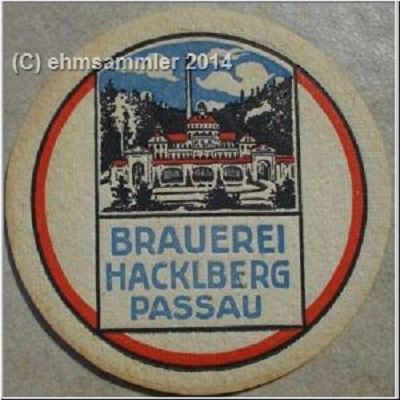 (C) ehmsammler 2014
BRAUEREI
HACKLBERG
PASSAU